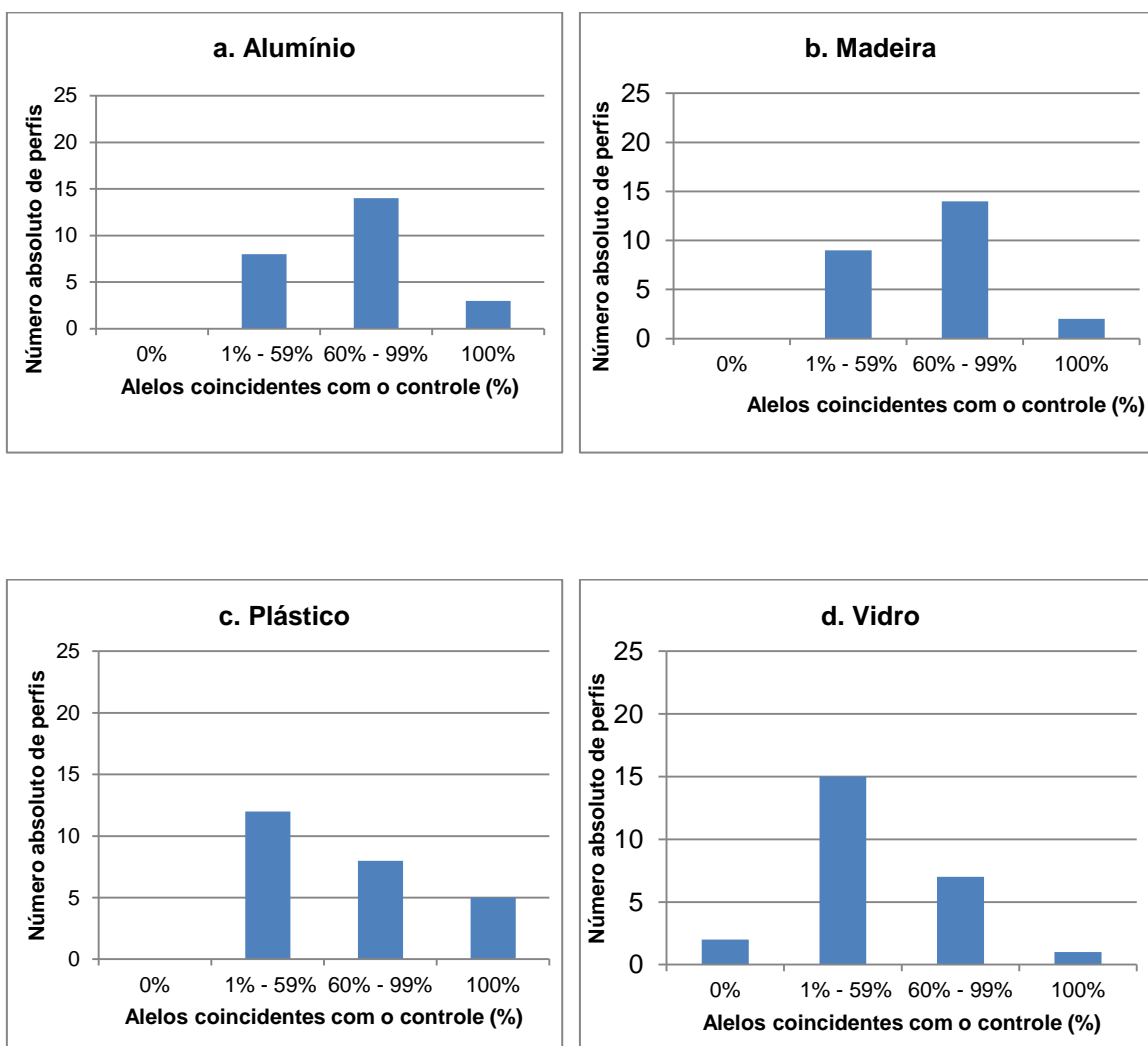 a. Alumínio
Número absoluto de perfis
25
20
15
10
5
0
0% 1% - 59% 60% - 99% 100%
Alelos coincidentes com o controle (%)
b. Madeira
Número absoluto de perfis
25
20
15
10
5
0
0% 1% - 59% 60% - 99% 100%
Alelos coincidentes com o controle (%)
c. Plástico
Número absoluto de perfis
25
20
15
10
5
0
0% 1% - 59% 60% - 99% 100%
Alelos coincidentes com o controle (%)
d. Vidro
Número absoluto de perfis
25
20
15
10
5
0
0% 1% - 59% 60% - 99% 100%
Alelos coincidentes com o controle (%)